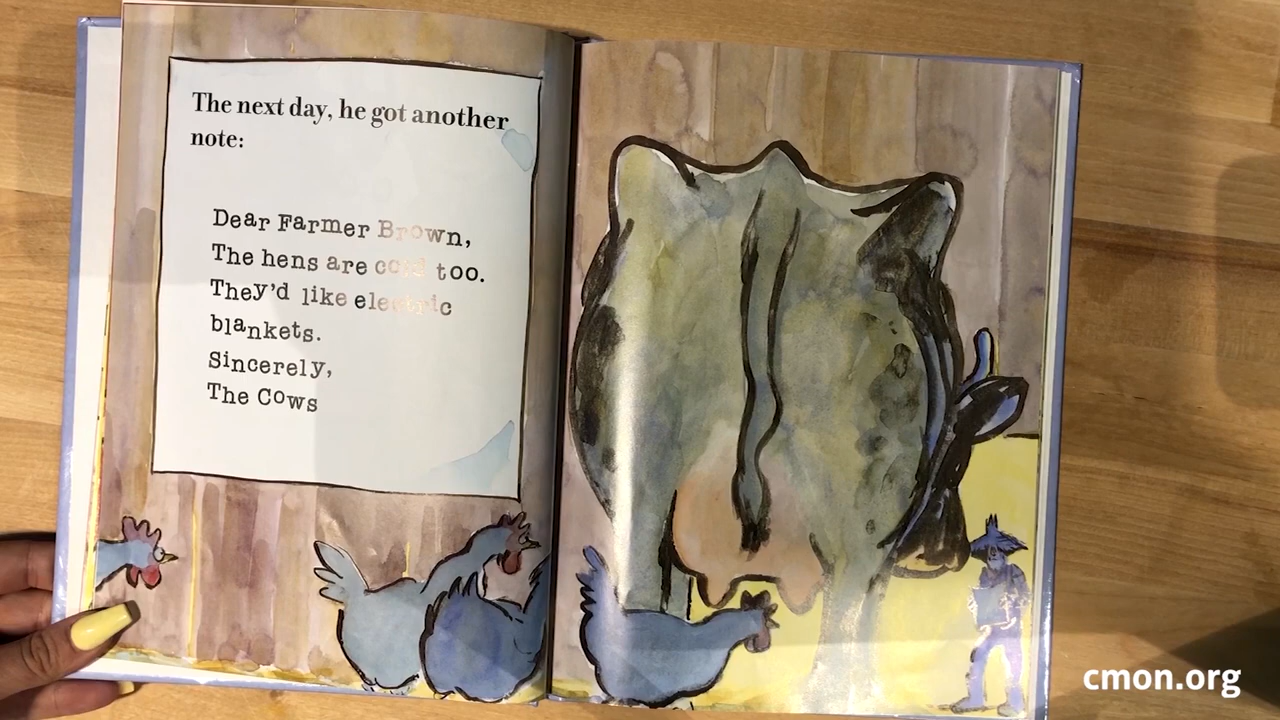 The next day, he got another
note:
Dear Farmer Brown,
The hens are cold too.
They'd like electric
blankets.
Sincerely,
The Cows
cmon.org